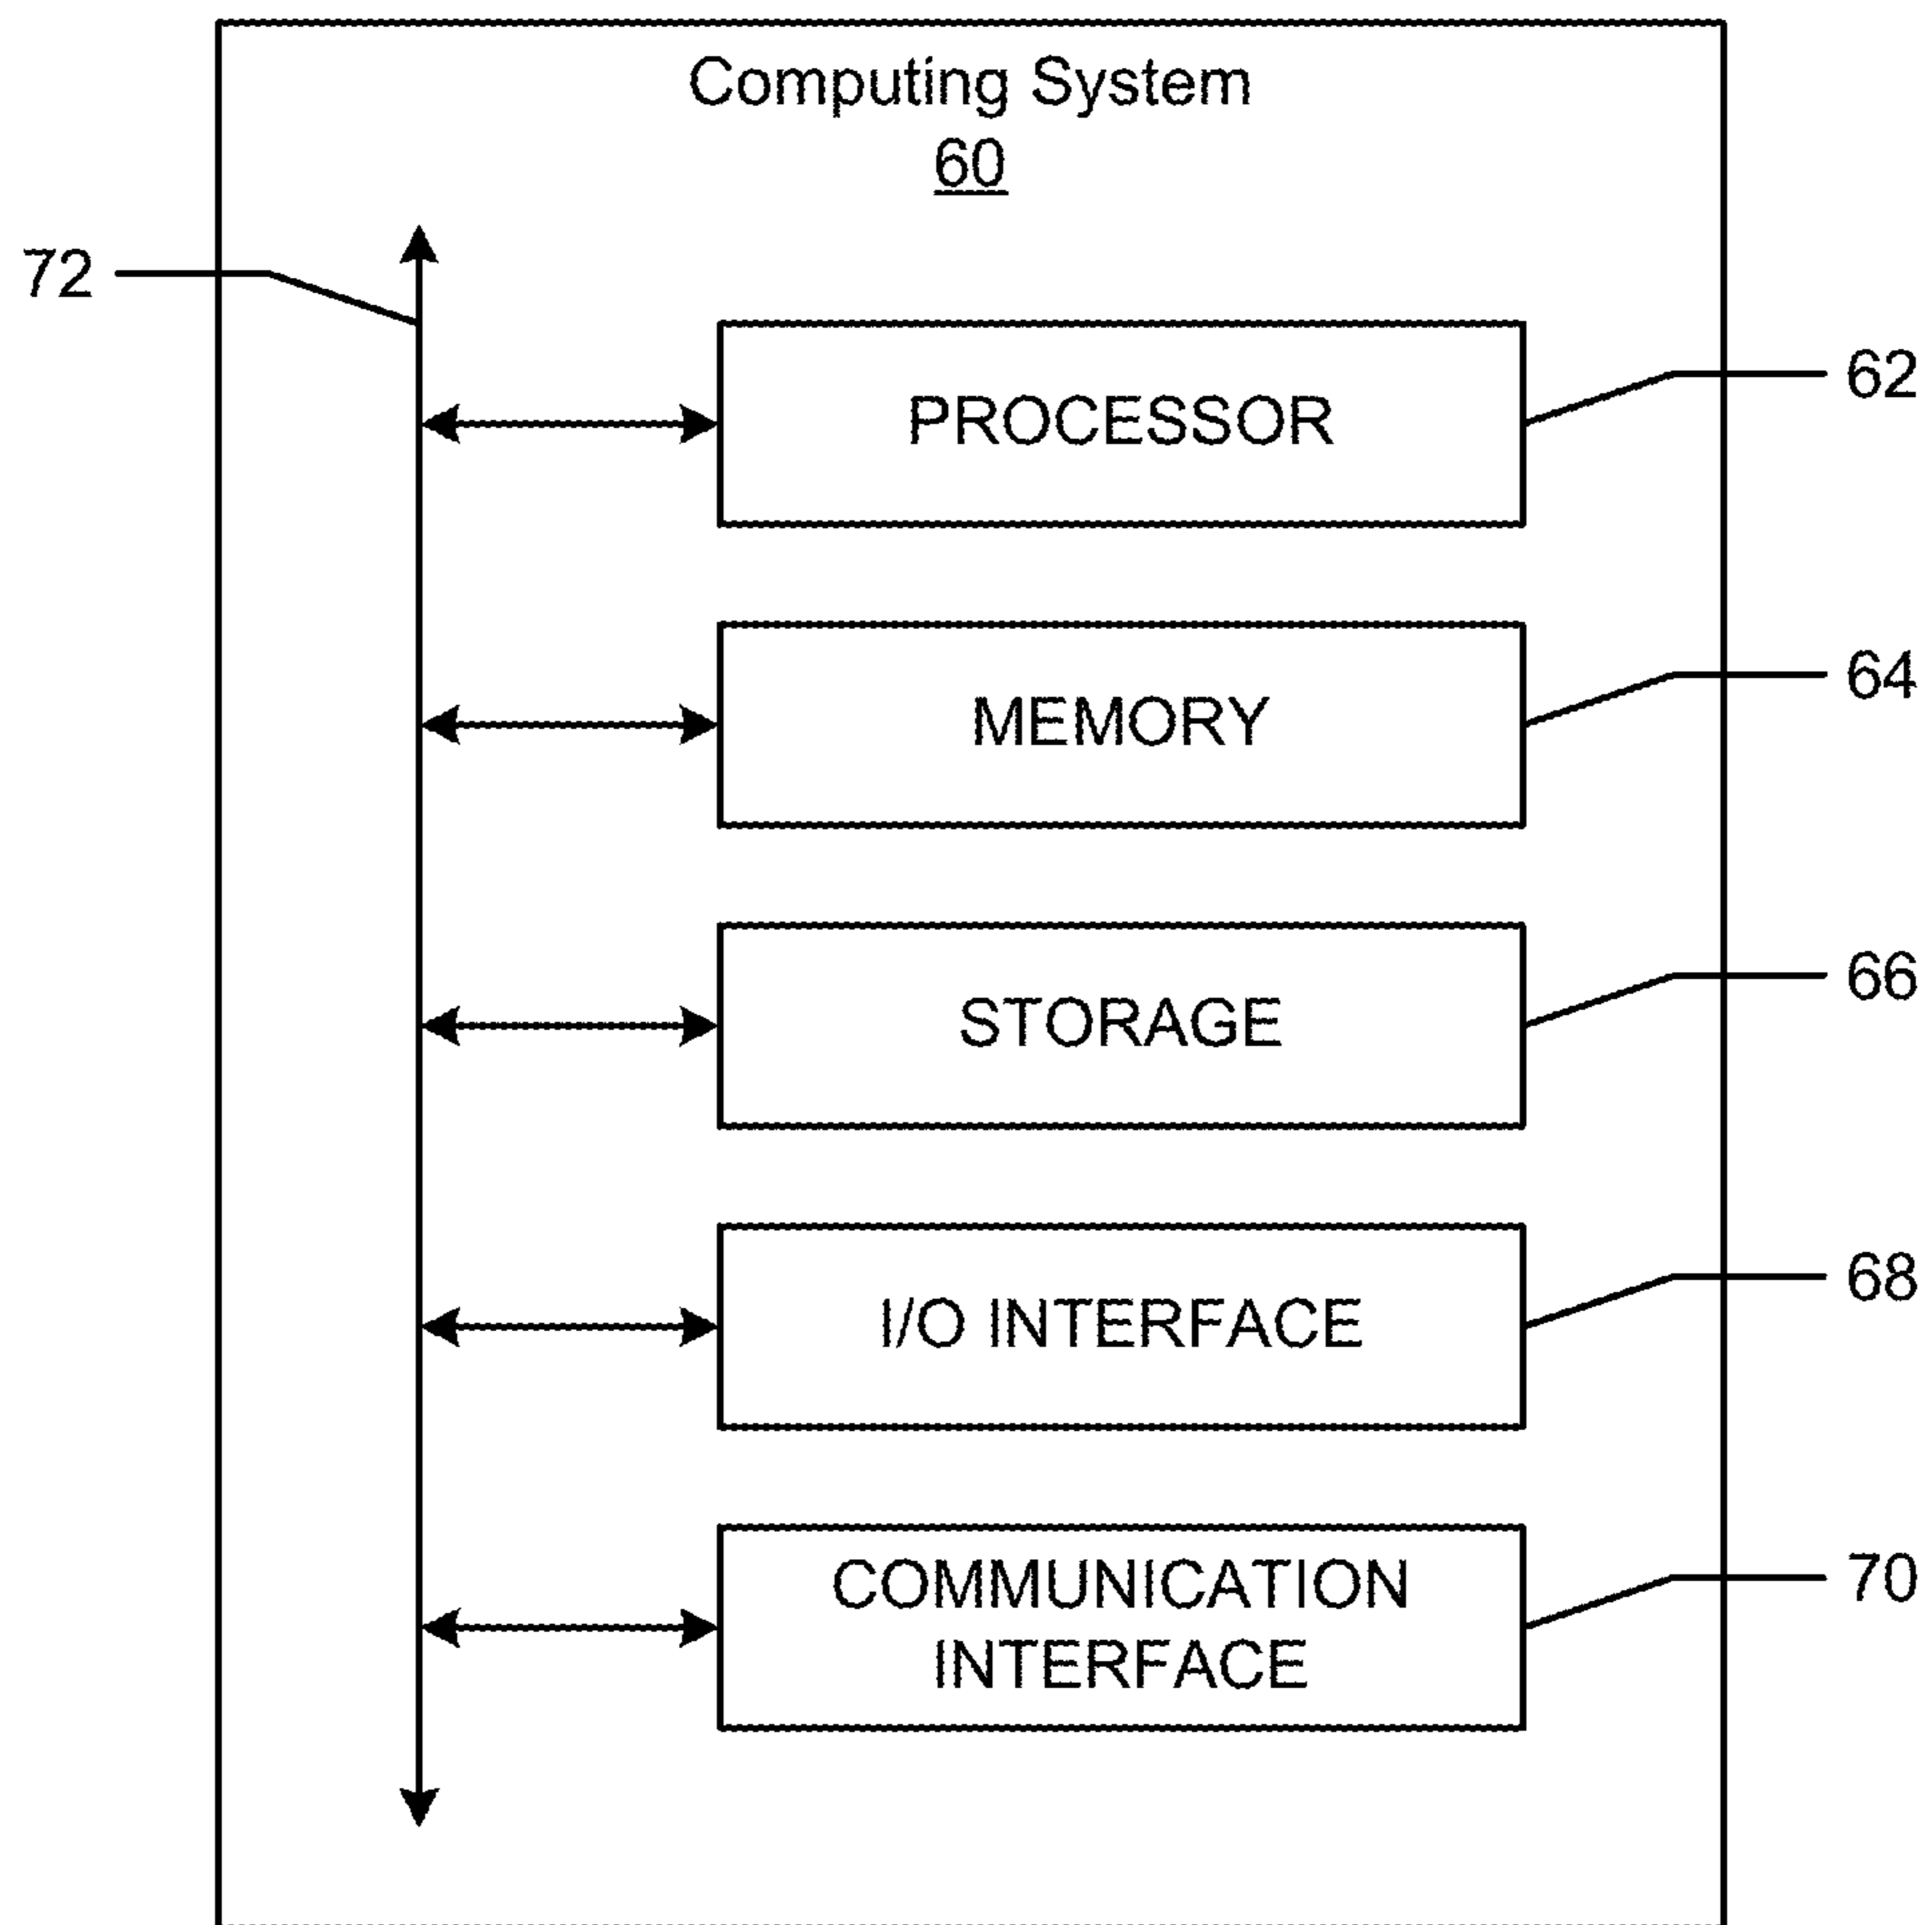 Computing System
60
72
PROCESSOR
62
MEMORY
64
STORAGE
66
I/O INTERFACE
68
COMMUNICATION
INTERFACE
70